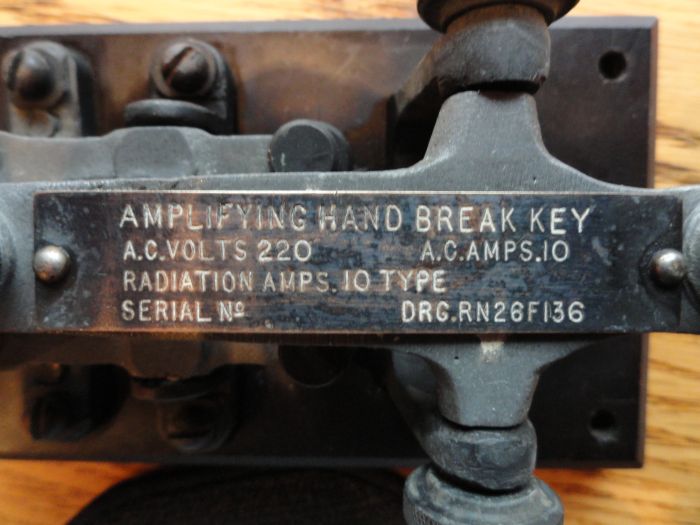 AMPLIFYING HAND BREAK KEY
A.C.VOLTS 220 A.C.AMPS.10
RADIATION AMPS.10 TYPE
SERIAL Nº DRG.RN26F136